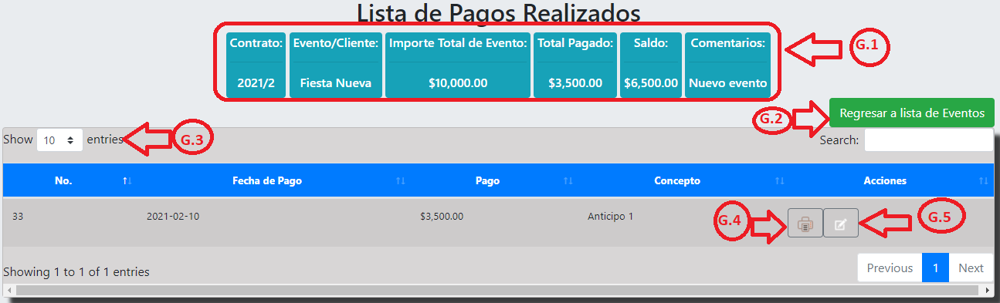 Lista de Pagos Realizados
Contrato: Evento/Cliente: Importe Total de Evento: Total Pagado: Saldo: Comentarios:
G.1
2021/2 Fiesta Nueva $10,000.00 $3,500.00 $6,500.00 Nuevo evento
G.2 Regresar a lista de Eventos
Show 10 entries G.3 Search:
No. Fecha de Pago Pago Concepto Acciones
33 2021-02-10 $3,500.00 Anticipo 1 G.4 G.5
Showing 1 to 1 of 1 entries Previous 1 Next